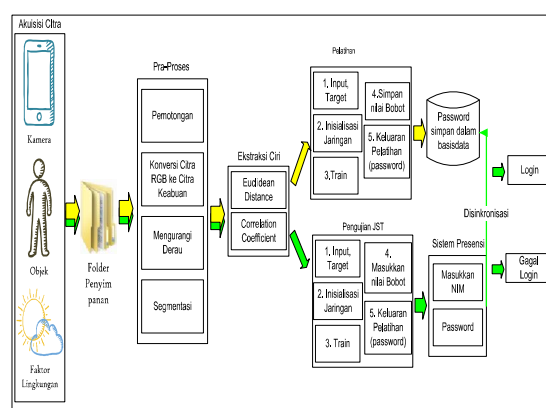 Akuisisi CItra
Kamera
Objek
Faktor
Lingkungan
Folder
Penyim
panan
Pra-Proses
Pemotongan
Konversi Citra
RGB ke Citra
Keabuan
Mengurangi
Derau
Segmentasi
Ekstraksi Ciri
Euclidean
Distance
Correlation
Coefficient
Pelatihan
1. Input,
Target
2. Inisialisasi
Jaringan
3,Train
4.Simpan
nilai Bobot
5. Keluaran
Pelatihan
(password)
Password
simpan dalam
basisdata
Pengujian JST
1. Input,
Target
2. Inisialisasi
Jaringan
3. Train
4.
Masukkan
nilai Bobot
5. Keluaran
Pelatihan
(password)
Sistem Presensi
Masukkan
NIM
Password
Disinkronisasi
Login
Gagal
Login